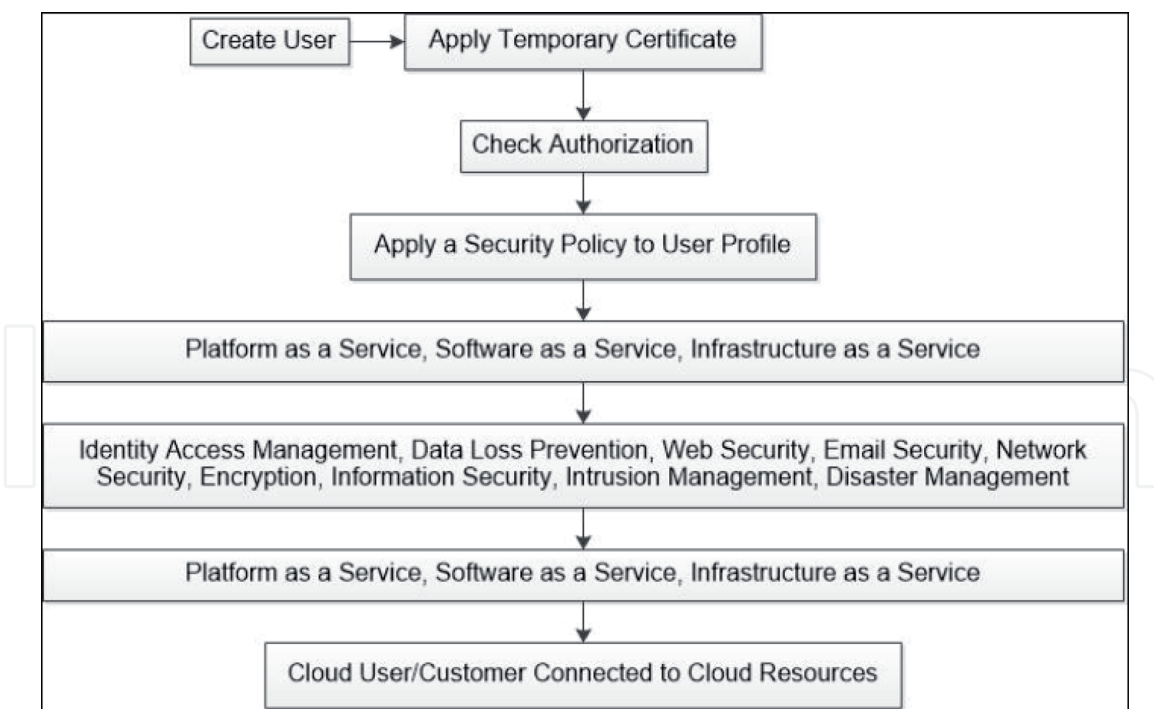 Create User
Apply Temporary Certificate
Check Authorization
Apply a Security Policy to User Profile
Platform as a Service, Software as a Service, Infrastructure as a Service
Identity Access Management, Data Loss Prevention, Web Security, Email Security, Network
Security, Encryption, Information Security, Intrusion Management, Disaster Management
Platform as a Service, Software as a Service, Infrastructure as a Service
Cloud User/Customer Connected to Cloud Resources